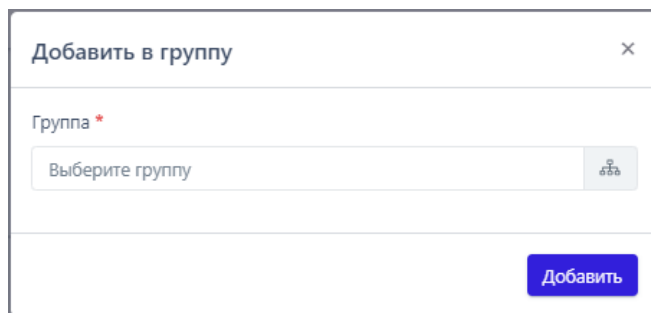 Добавить в группу
Группа *
Выберите группу
Добавить